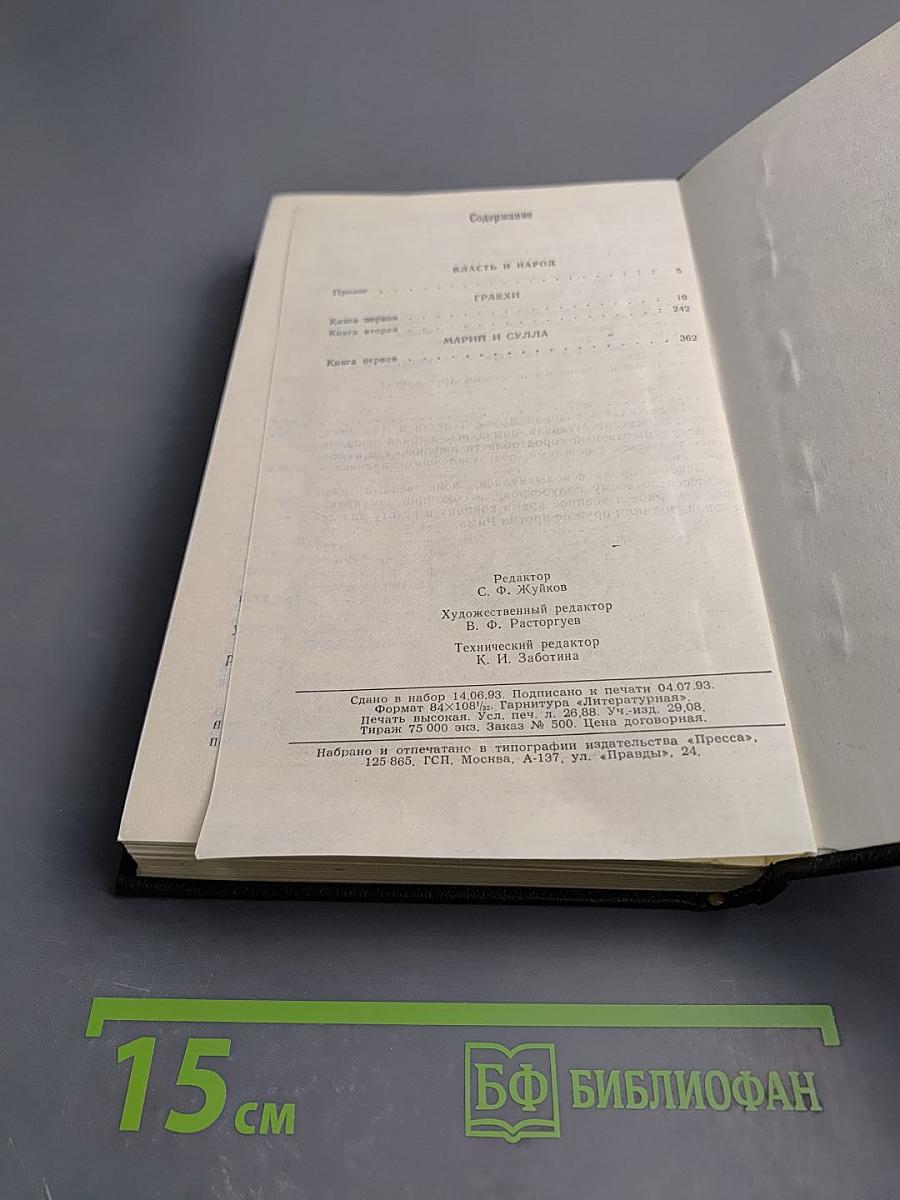 Содержание
ВЛАСТЬ И НАРОД
Пролог . . . . . . . . . . . . . . . . . . . . . 5
ГРАКХИ
Книга первая . . . . . . . . . . . . . . . . . . . 10
Книга вторая . . . . . . . . . . . . . . . . . . . 242
МАРИЙ И СУЛЛА
Книга первая . . . . . . . . . . . . . . . . . . . 362
Редактор
С. Ф. Жуйков
Художественный редактор
В. Ф. Расторгуев
Технический редактор
К. И. Заботина
Сдано в набор 14.06.93. Подписано к печати 04.07.93.
Формат 84×108¹/₃₂. Гарнитура «Литературная».
Печать высокая. Усл. печ. л. 26,88. Уч.-изд. 29,08.
Тираж 75 000 экз. Заказ № 500. Цена договорная.
Набрано и отпечатано в типографии издательства «Пресса»,
125 865, ГСП, Москва, А-137, ул. «Правды», 24.
15 см
БФ БИБЛИОФАН